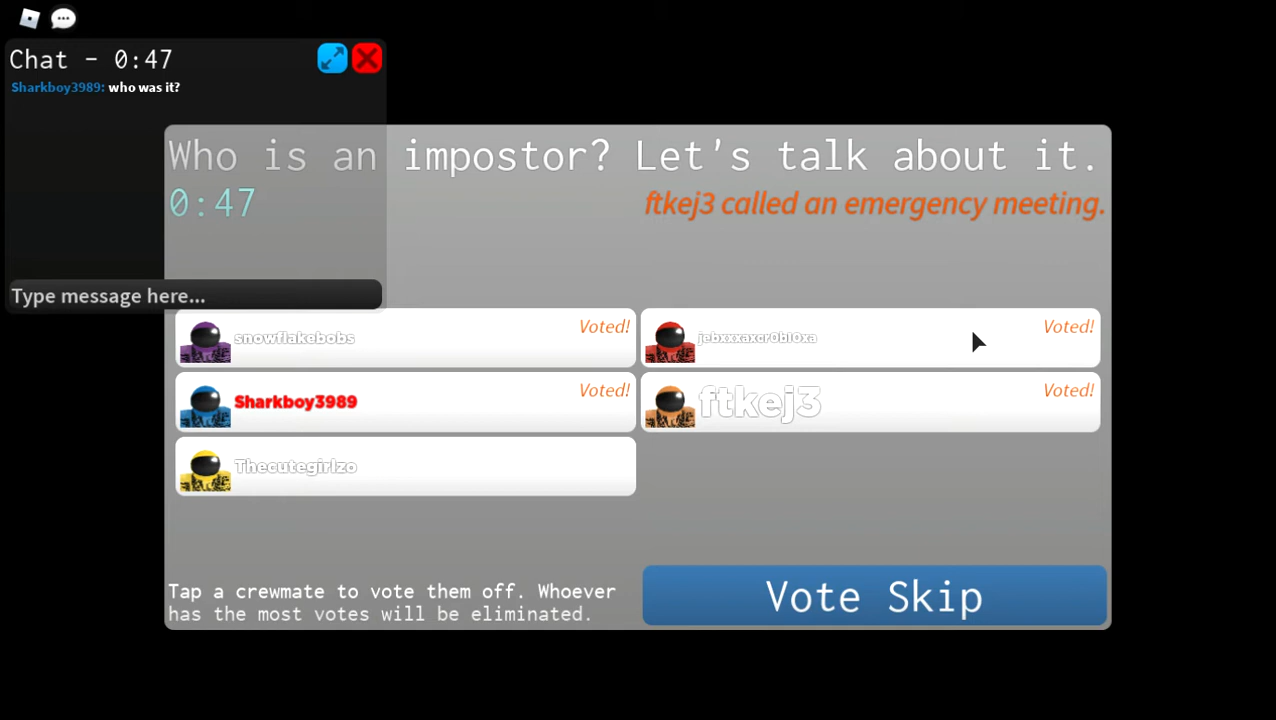 Chat - 0:47
Sharkboy3989: who was it?
Type message here...
Who is an impostor? Let's talk about it.
0:47
ftkej3 called an emergency meeting.
snowflakebobs Voted!
jebxxxaxcr0bl0xa Voted!
Sharkboy3989 Voted!
ftkej3 Voted!
Thecutegirlzo
Tap a crewmate to vote them off. Whoever
has the most votes will be eliminated.
Vote Skip